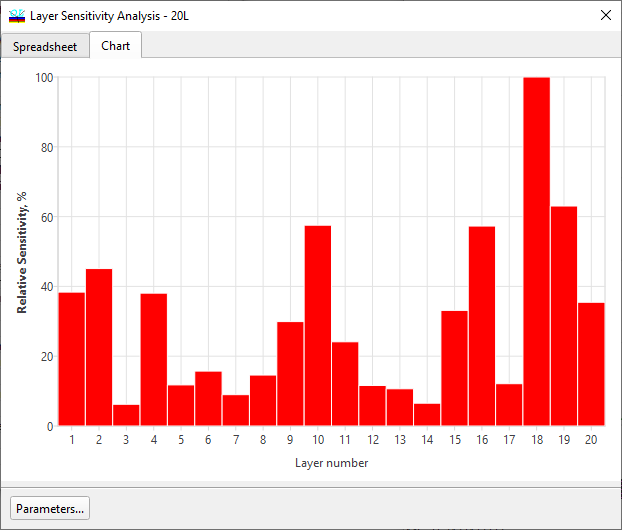 Layer Sensitivity Analysis - 20L
Spreadsheet Chart
100
80
60
40
20
0
Relative Sensitivity, %
1 2 3 4 5 6 7 8 9 10 11 12 13 14 15 16 17 18 19 20
Layer number
Parameters...